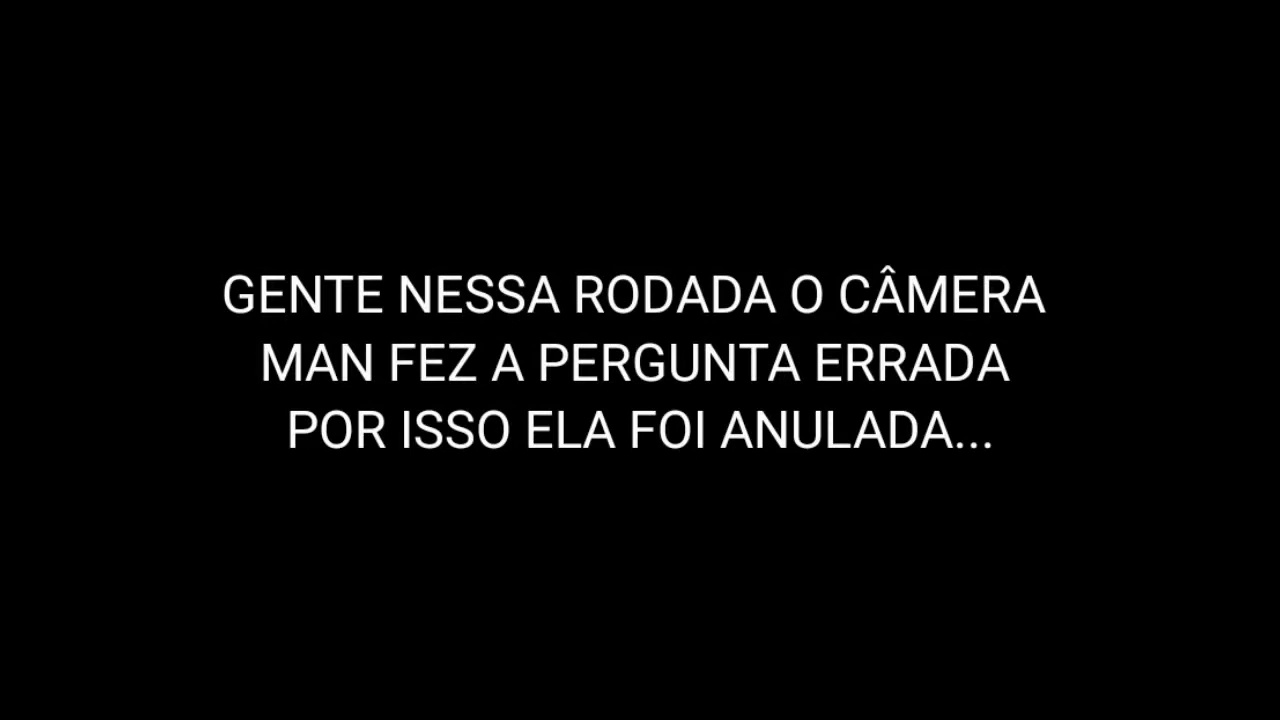 GENTE NESSA RODADA O CÂMERA
MAN FEZ A PERGUNTA ERRADA
POR ISSO ELA FOI ANULADA...